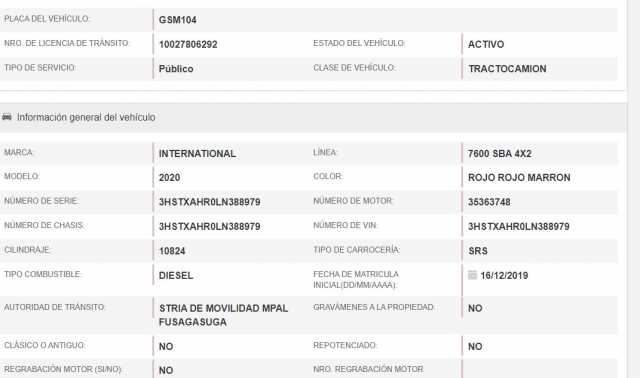 PLACA DEL VEHÍCULO: GSM104
NRO. DE LICENCIA DE TRÁNSITO: 10027806292 ESTADO DEL VEHÍCULO: ACTIVO
TIPO DE SERVICIO: Público CLASE DE VEHÍCULO: TRACTOCAMION
Información general del vehículo
MARCA: INTERNATIONAL LÍNEA: 7600 SBA 4X2
MODELO: 2020 COLOR: ROJO ROJO MARRON
NÚMERO DE SERIE: 3HSTXAHR0LN388979 NÚMERO DE MOTOR: 35363748
NÚMERO DE CHASIS: 3HSTXAHR0LN388979 NÚMERO DE VIN: 3HSTXAHR0LN388979
CILINDRAJE: 10824 TIPO DE CARROCERÍA: SRS
TIPO COMBUSTIBLE: DIESEL FECHA DE MATRICULA INICIAL(DD/MM/AAAA): 16/12/2019
AUTORIDAD DE TRÁNSITO: STRIA DE MOVILIDAD MPAL FUSAGASUGA GRAVÁMENES A LA PROPIEDAD: NO
CLÁSICO O ANTIGUO: NO REPOTENCIADO: NO
REGRABACIÓN MOTOR (SI/NO): NO NRO. REGRABACIÓN MOTOR